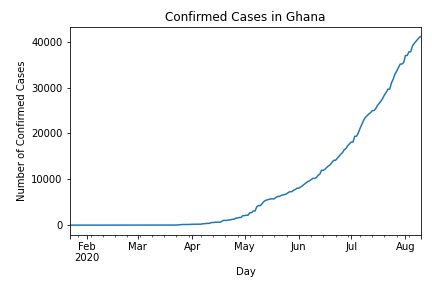 Confirmed Cases in Ghana
Number of Confirmed Cases
40000
30000
20000
10000
0
Feb Mar Apr May Jun Jul Aug
2020
Day